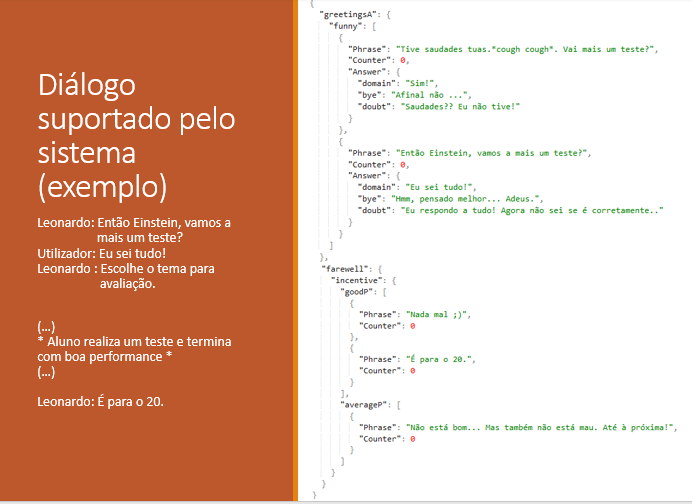 Diálogo
suportado pelo
sistema
(exemplo)
Leonardo: Então Einstein, vamos a
mais um teste?
Utilizador: Eu sei tudo!
Leonardo : Escolhe o tema para
avaliação.
(…)
* Aluno realiza um teste e termina
com boa performance *
(…)
Leonardo: É para o 20.
{
"greetingsA": {
"funny": [
{
"Phrase": "Tive saudades tuas.*cough cough*. Vai mais um teste?",
"Counter": 0,
"Answer": {
"domain": "Sim!",
"bye": "Afinal não ...",
"doubt": "Saudades?? Eu não tive!"
}
},
{
"Phrase": "Então Einstein, vamos a mais um teste?",
"Counter": 0,
"Answer": {
"domain": "Eu sei tudo!",
"bye": "Hmm, pensado melhor... Adeus.",
"doubt": "Eu respondo a tudo! Agora não sei se é corretamente.."
}
}
]
},
"farewell": {
"incentive": {
"goodP": [
{
"Phrase": "Nada mal ;)",
"Counter": 0
},
{
"Phrase": "É para o 20.",
"Counter": 0
}
],
"averageP": [
{
"Phrase": "Não está bom... Mas também não está mau. Até à próxima!",
"Counter": 0
}
]
}
}
}